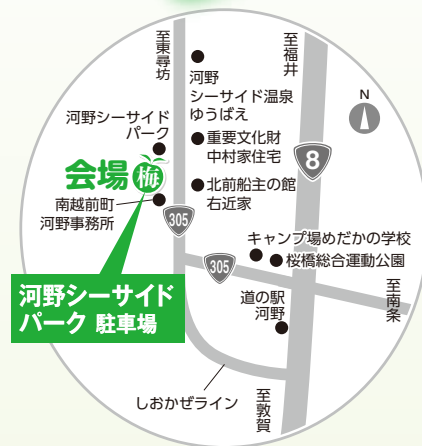 至東尋坊
至福井
N
河野
シーサイド温泉
ゆうばえ
河野シーサイド
パーク
重要文化財
中村家住宅
8
会場 梅
北前船主の館
右近家
南越前町
河野事務所
305
キャンプ場めだかの学校
305
桜橋総合運動公園
河野シーサイド
パーク 駐車場
道の駅
河野
至南条
しおかぜライン
至敦賀